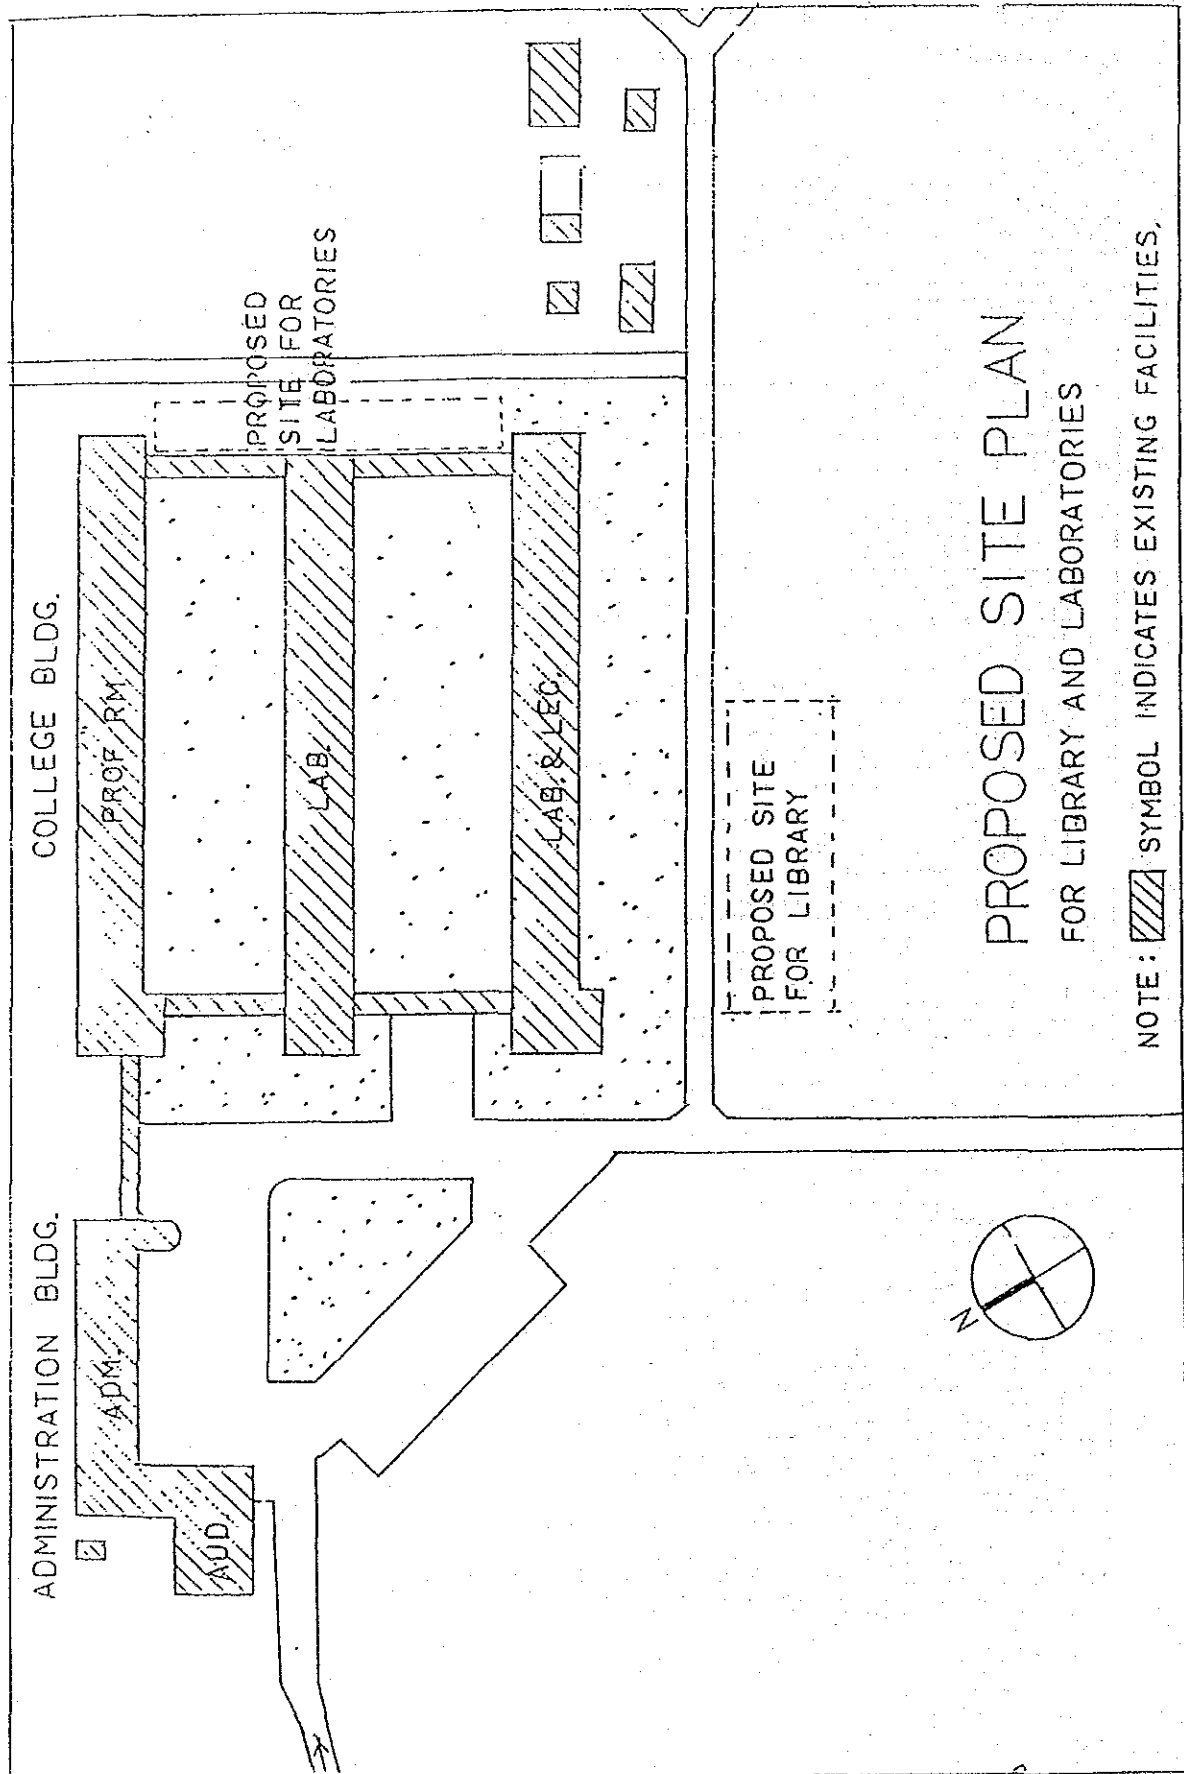 ADMINISTRATION BLDG.
COLLEGE BLDG.
ADM.
AUD.
PROF RM.
LAB.
LAB.& LEC.
PROPOSED
SITE FOR
LABORATORIES
PROPOSED SITE
FOR LIBRARY
N
PROPOSED SITE PLAN
FOR LIBRARY AND LABORATORIES
NOTE: SYMBOL INDICATES EXISTING FACILITIES.